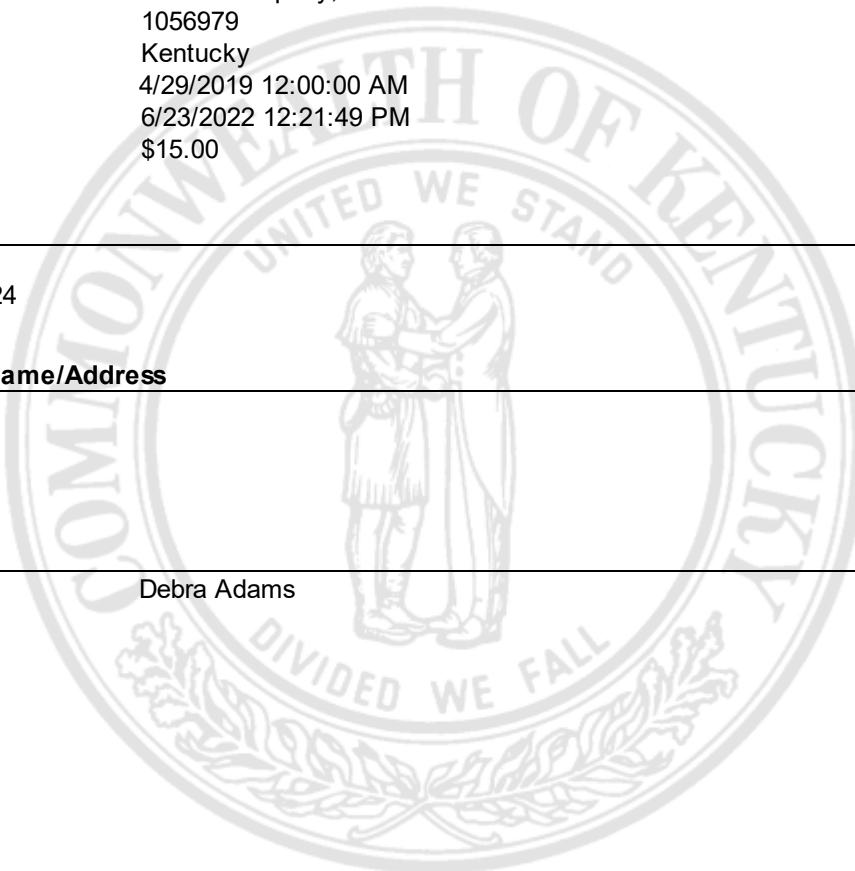 1056979
Kentucky
4/29/2019 12:00:00 AM
6/23/2022 12:21:49 PM
$15.00
24
ame/Address
Debra Adams
COMMONWEALTH OF KENTUCKY
UNITED WE STAND
DIVIDED WE FALL